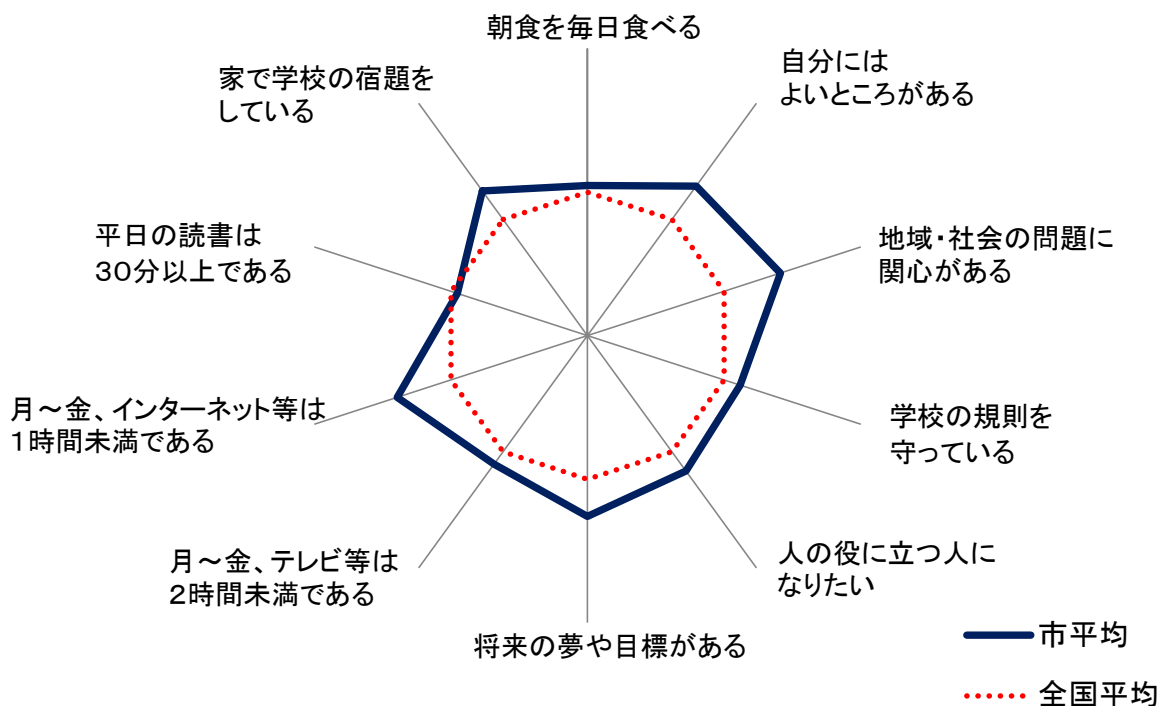 朝食を毎日食べる
自分には
よいところがある
地域・社会の問題に
関心がある
学校の規則を
守っている
人の役に立つ人に
なりたい
将来の夢や目標がある
月～金、テレビ等は
２時間未満である
月～金、インターネット等は
１時間未満である
平日の読書は
３０分以上である
家で学校の宿題を
している
市平均
全国平均